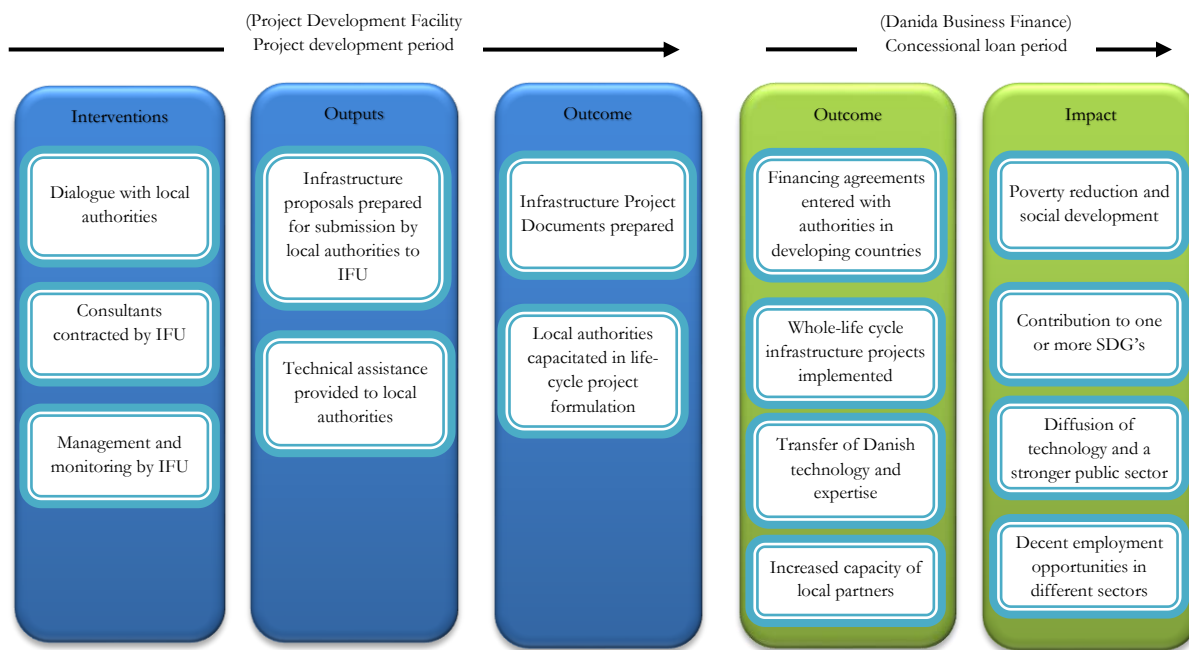 (Project Development Facility
Project development period
(Danida Business Finance)
Concessional loan period
Interventions
Dialogue with local
authorities
Consultants
contracted by IFU
Management and
monitoring by IFU
Outputs
Infrastructure
proposals prepared
for submission by
local authorities to
IFU
Technical assistance
provided to local
authorities
Outcome
Infrastructure Project
Documents prepared
Local authorities
capacitated in life-
cycle project
formulation
Outcome
Financing agreements
entered with
authorities in
developing countries
Whole-life cycle
infrastructure projects
implemented
Transfer of Danish
technology and
expertise
Increased capacity of
local partners
Impact
Poverty reduction and
social development
Contribution to one
or more SDG's
Diffusion of
technology and a
stronger public sector
Decent employment
opportunities in
different sectors